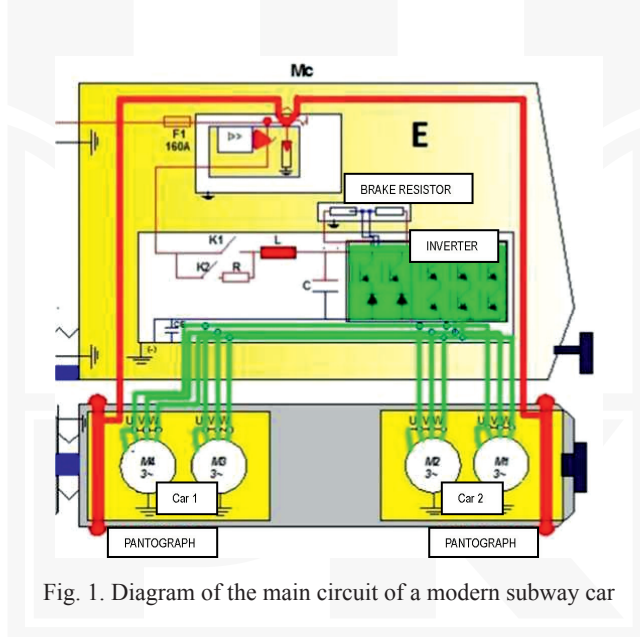 Mc
F1
160A
I>>
E
BRAKE RESISTOR
INVERTER
K1
L
K2
R
C
CE
(-)
U V W
U V W
U V W
U V W
M4
3~
M3
3~
M2
3~
M1
3~
Car 1
Car 2
PANTOGRAPH
PANTOGRAPH
Fig. 1. Diagram of the main circuit of a modern subway car